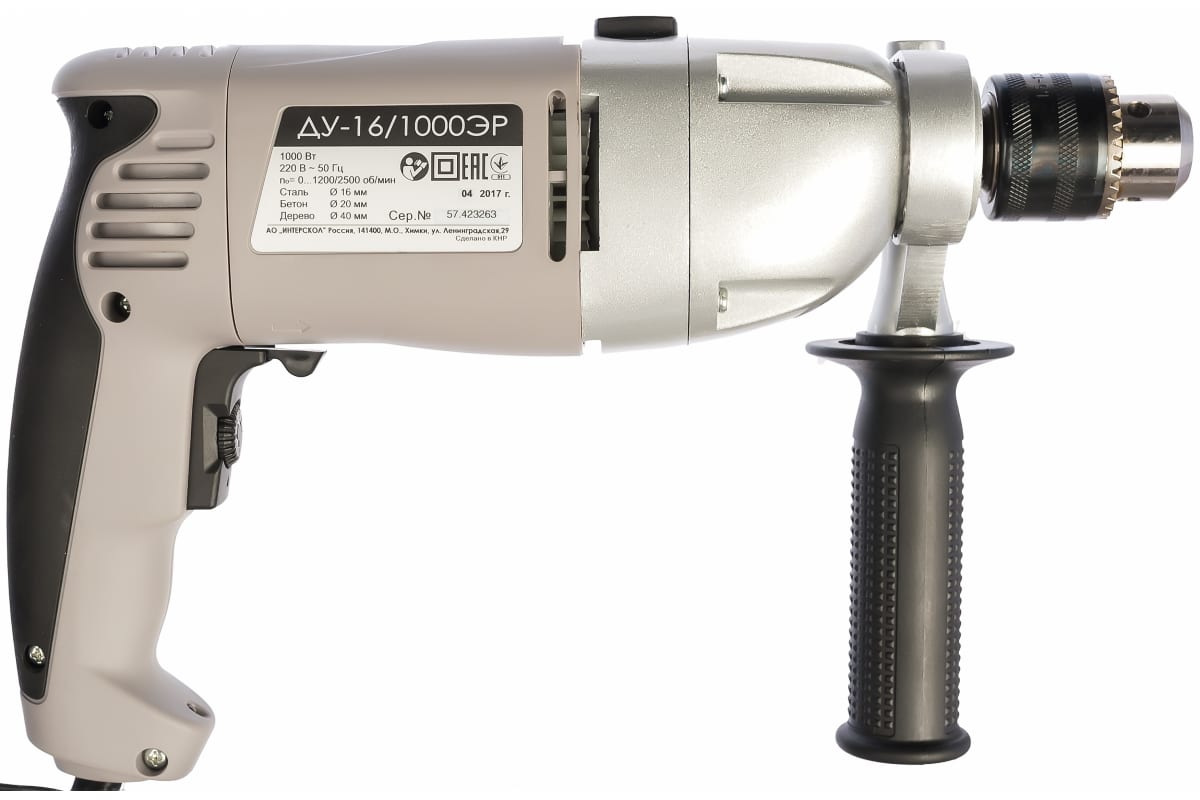 ДУ-16/1000ЭР
1000 Вт
220 В ~ 50 Гц
n₀= 0...1200/2500 об/мин
Сталь Ø 16 мм
Бетон Ø 20 мм
Дерево Ø 40 мм
EAC
04 2017 г.
Сер.№ 57.423263
АО „ИНТЕРСКОЛ" Россия, 141400, М.О., Химки, ул. Ленинградская,29
Сделано в КНР